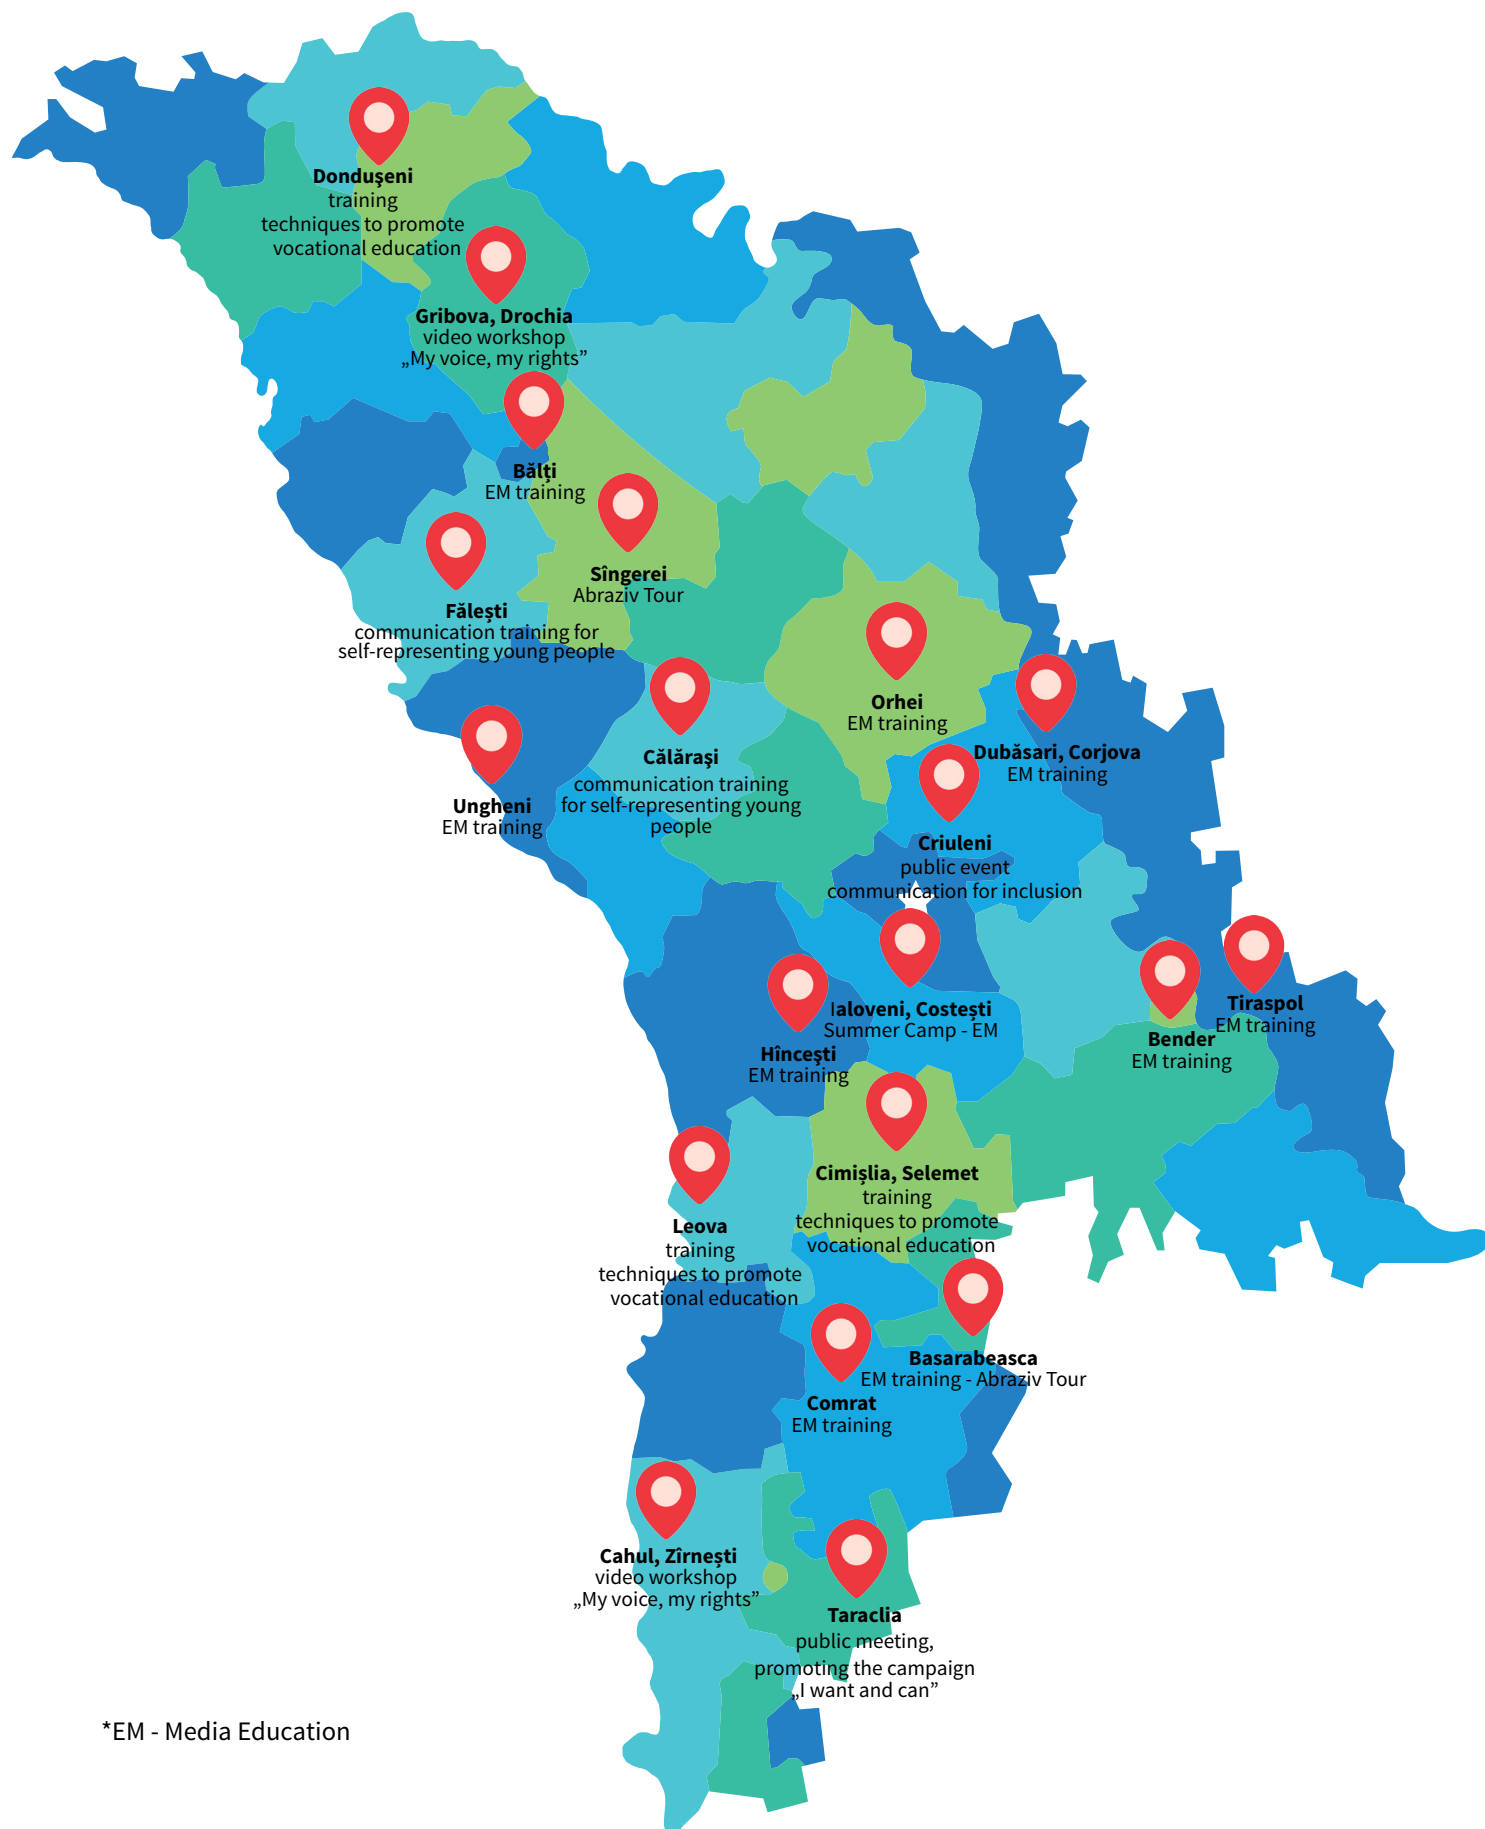 Dondușeni
training
techniques to promote
vocational education
Gribova, Drochia
video workshop
„My voice, my rights”
Bălți
EM training
Sîngerei
Abraziv Tour
Fălești
communication training for
self-representing young people
Orhei
EM training
Călărași
communication training
for self-representing young
people
Dubăsari, Corjova
EM training
Ungheni
EM training
Criuleni
public event
communication for inclusion
Ialoveni, Costești
Summer Camp - EM
Tiraspol
EM training
Bender
EM training
Hîncești
EM training
Cimișlia, Selemet
training
techniques to promote
vocational education
Leova
training
techniques to promote
vocational education
Basarabeasca
EM training - Abraziv Tour
Comrat
EM training
Cahul, Zîrnești
video workshop
„My voice, my rights”
Taraclia
public meeting,
promoting the campaign
„I want and can”
*EM - Media Education